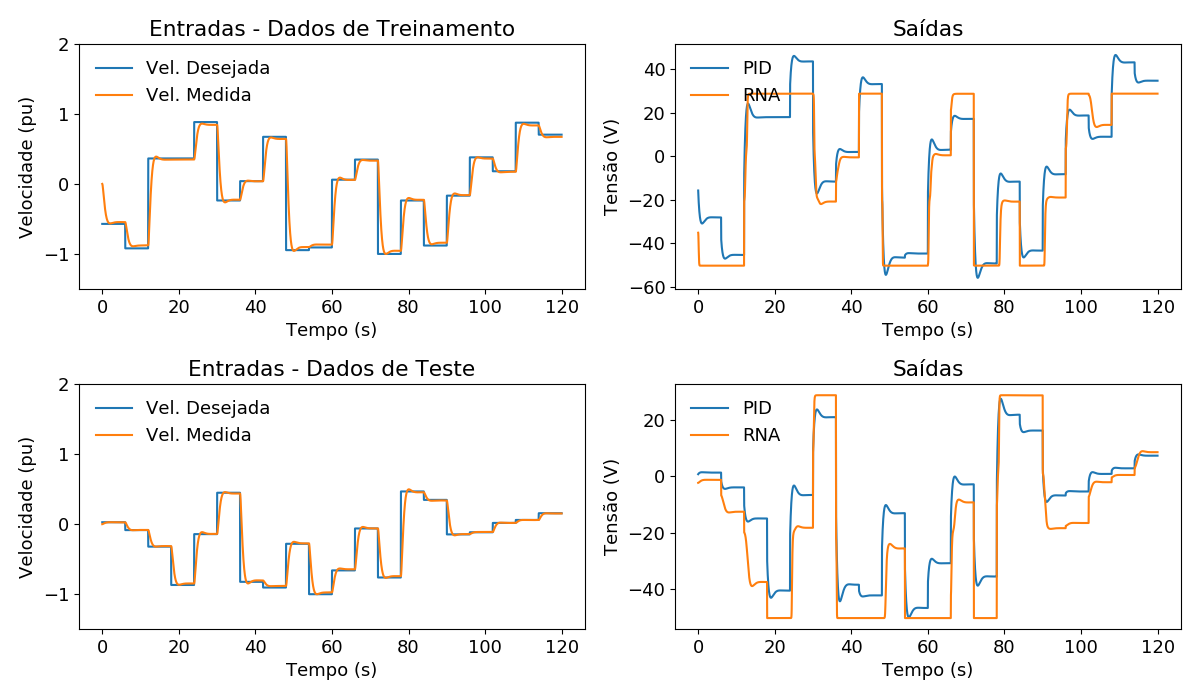 Entradas - Dados de Treinamento
Vel. Desejada
Vel. Medida
Velocidade (pu)
2
1
0
−1
0 20 40 60 80 100 120
Tempo (s)
Saídas
PID
RNA
Tensão (V)
40
20
0
−20
−40
−60
0 20 40 60 80 100 120
Tempo (s)
Entradas - Dados de Teste
Vel. Desejada
Vel. Medida
Velocidade (pu)
2
1
0
−1
0 20 40 60 80 100 120
Tempo (s)
Saídas
PID
RNA
Tensão (V)
20
0
−20
−40
0 20 40 60 80 100 120
Tempo (s)